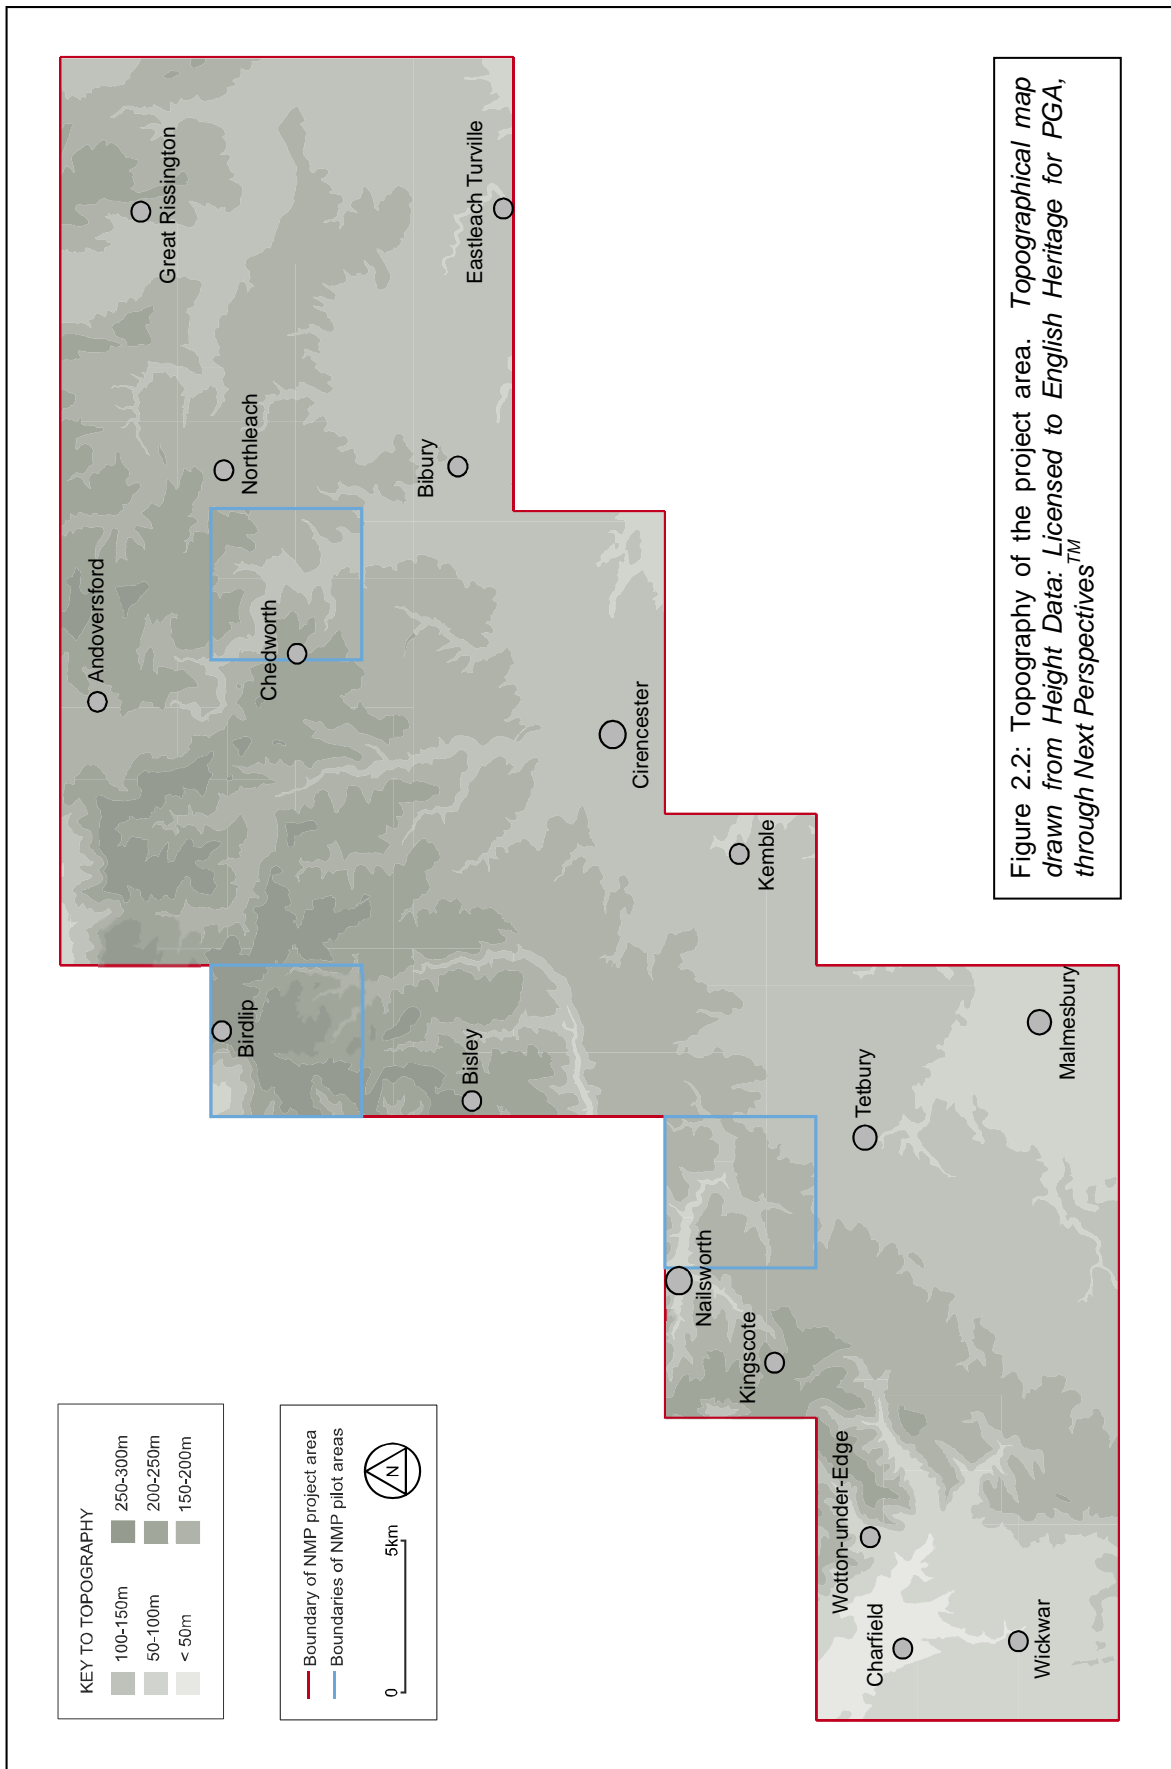 KEY TO TOPOGRAPHY
100-150m
50-100m
< 50m
250-300m
200-250m
150-200m
Boundary of NMP project area
Boundaries of NMP pilot areas
0
5km
N
Andoversford
Great Rissington
Northleach
Chedworth
Birdlip
Bibury
Eastleach Turville
Bisley
Cirencester
Nailsworth
Kingscote
Kemble
Wotton-under-Edge
Tetbury
Charfield
Wickwar
Malmesbury
Figure 2.2: Topography of the project area. Topographical map
drawn from Height Data: Licensed to English Heritage for PGA,
through Next Perspectives™